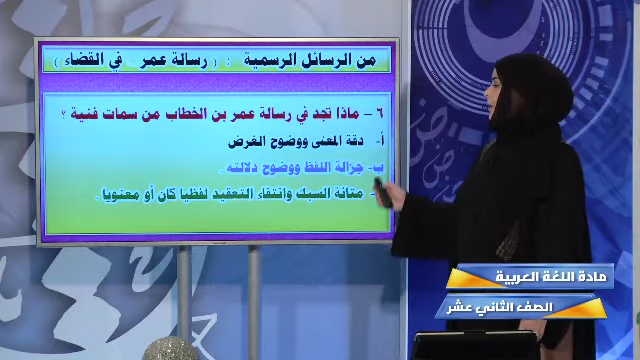 من الرسائل الرسمية : ( رسالة عمر في القضاء )
٦ - ماذا تجد في رسالة عمر بن الخطاب من سمات فنية ؟
أ- دقة المعنى ووضوح الغرض
ب- جزالة اللفظ ووضوح دلالته .
- متانة السبك وانتفاء التعقيد لفظيا كان أو معنويا .
مادة اللغة العربية
الصف الثاني عشر